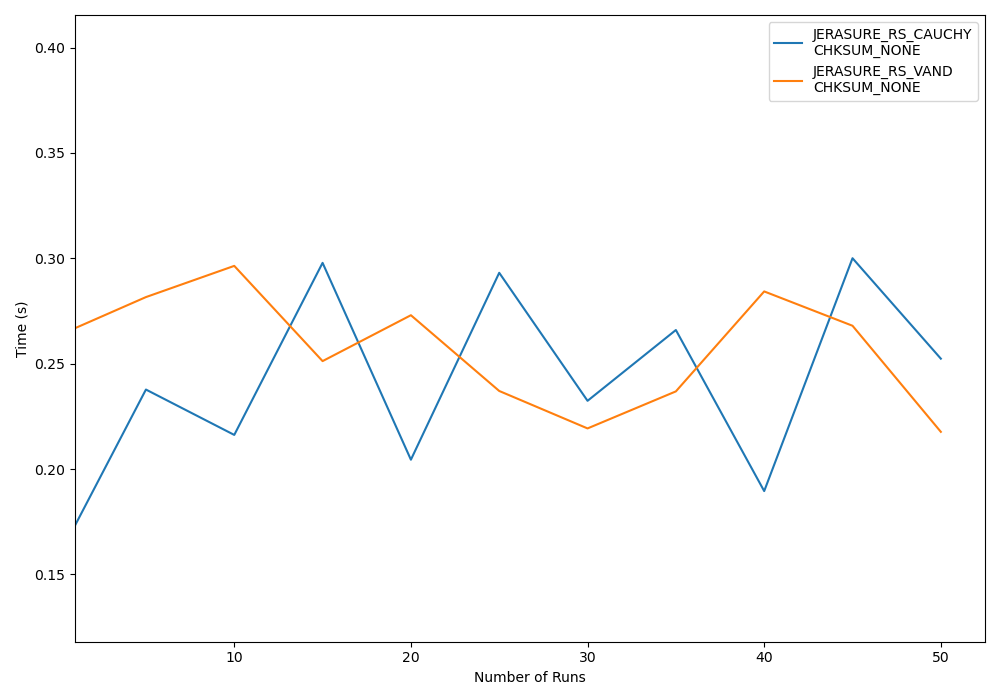 JERASURE_RS_CAUCHY
CHKSUM_NONE
JERASURE_RS_VAND
CHKSUM_NONE
0.40
0.35
0.30
0.25
0.20
0.15
Time (s)
10 20 30 40 50
Number of Runs